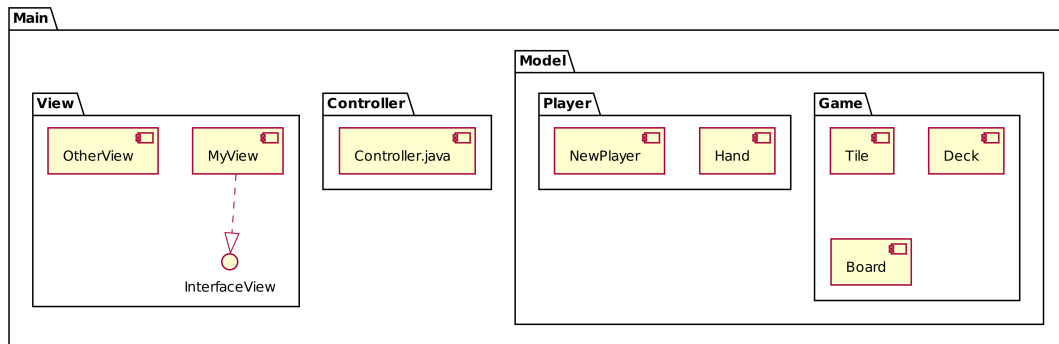 Main
Model
View
Controller
Player
Game
OtherView
MyView
Controller.java
NewPlayer
Hand
Tile
Deck
Board
InterfaceView